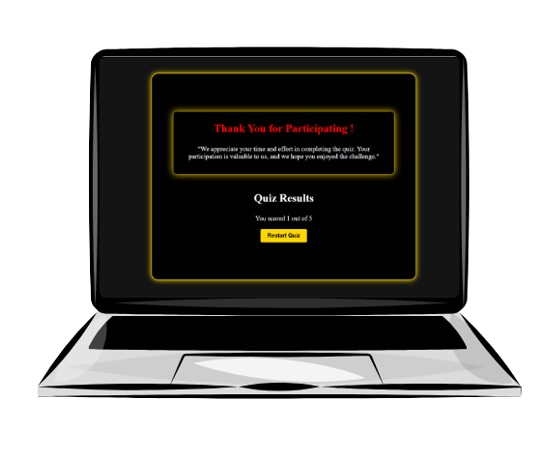 Thank You for Participating !
"We appreciate your time and effort in completing the quiz. Your
participation is valuable to us, and we hope you enjoyed the challenge."
Quiz Results
You scored 1 out of 5
Restart Quiz